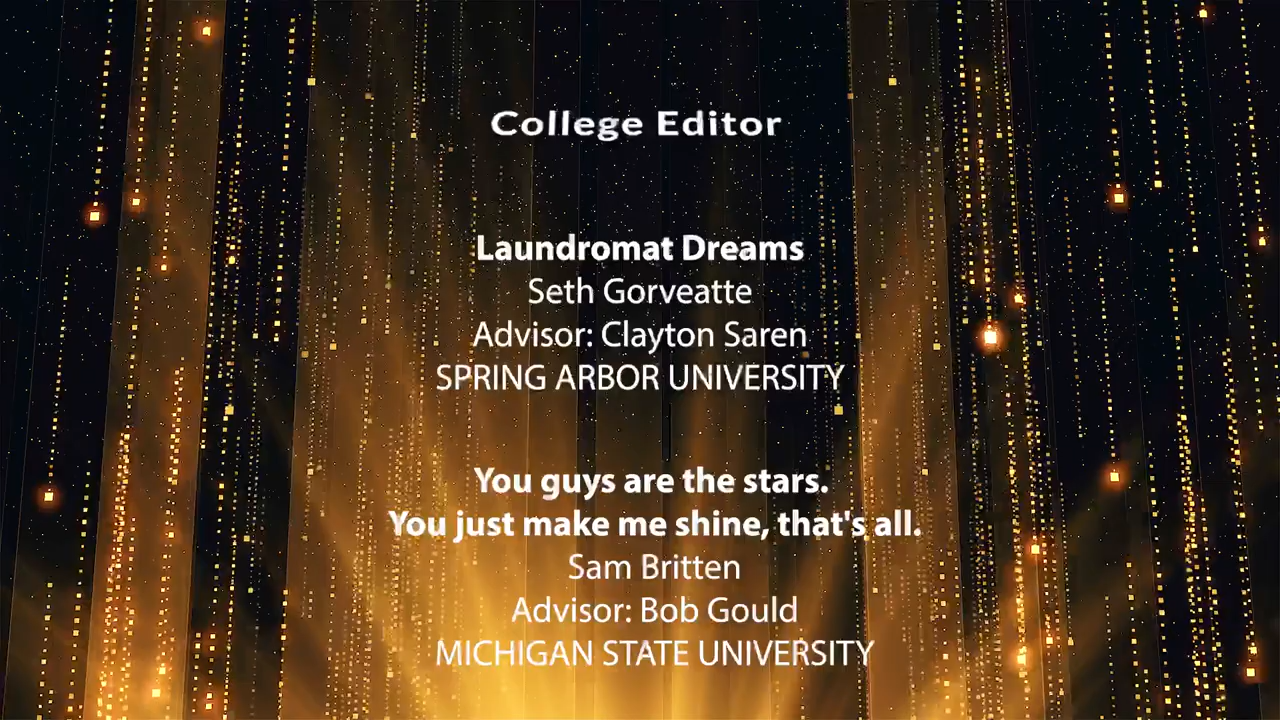 College Editor
Laundromat Dreams
Seth Gorveatte
Advisor: Clayton Saren
SPRING ARBOR UNIVERSITY
You guys are the stars.
You just make me shine, that's all.
Sam Britten
Advisor: Bob Gould
MICHIGAN STATE UNIVERSITY